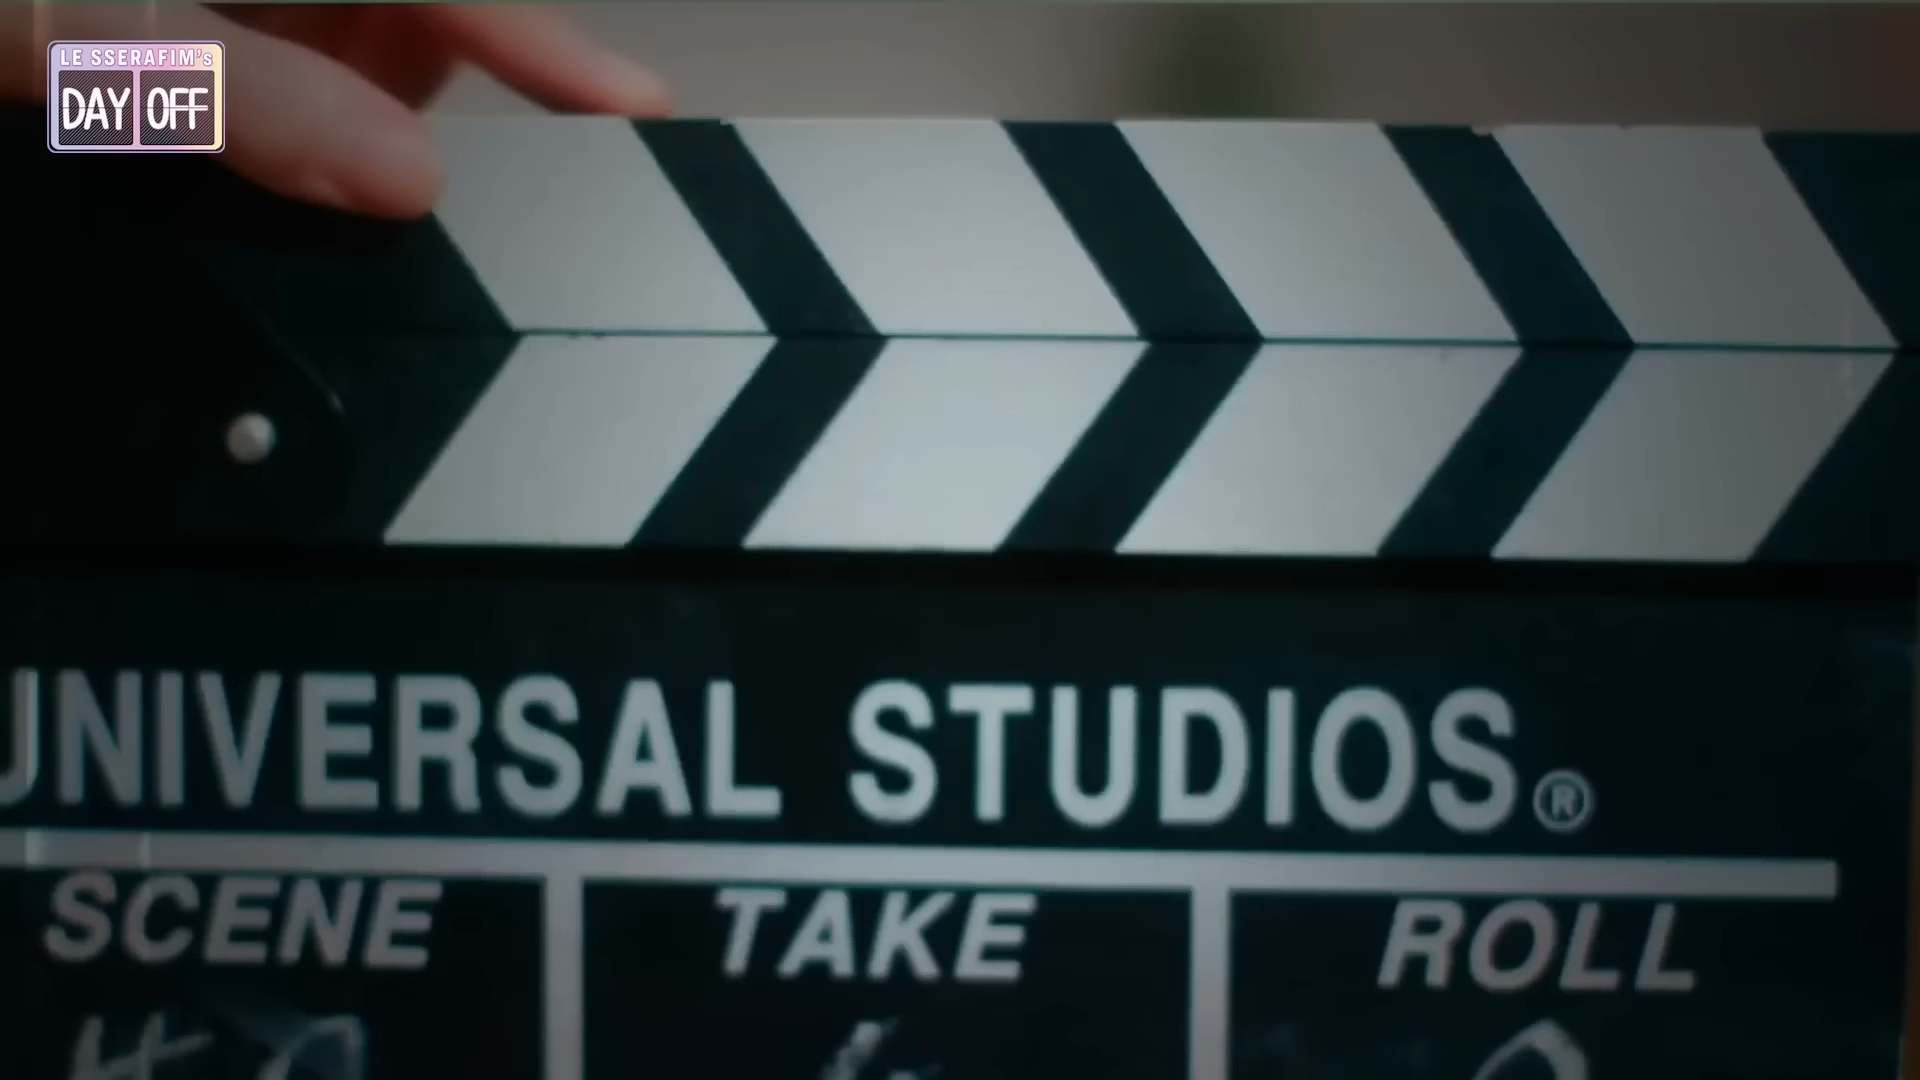 LE SSERAFIM's
DAY OFF
UNIVERSAL STUDIOS®
SCENE TAKE ROLL